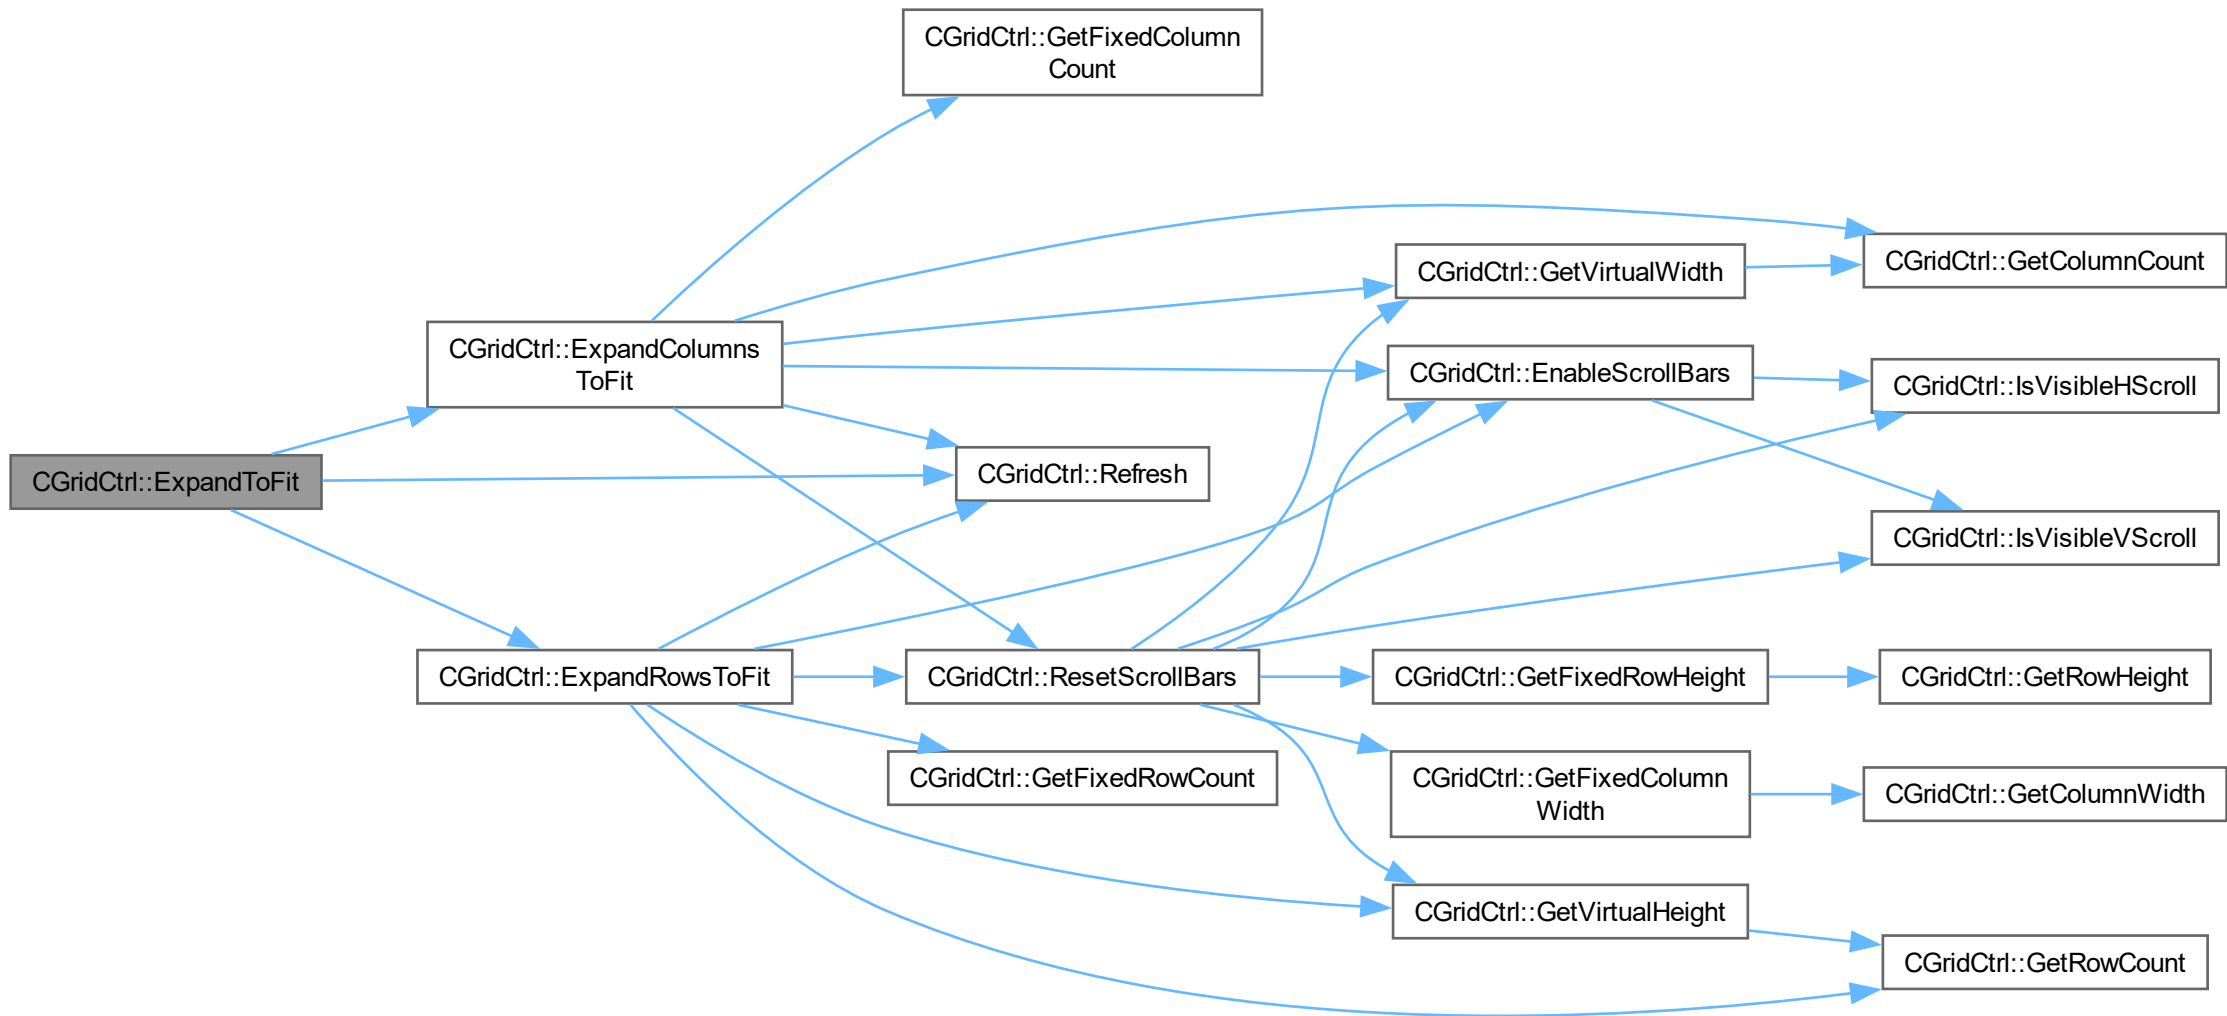 CGridCtrl::GetFixedColumn
Count
CGridCtrl::GetColumnCount
CGridCtrl::GetVirtualWidth
CGridCtrl::ExpandColumns
ToFit
CGridCtrl::EnableScrollBars
CGridCtrl::IsVisibleHScroll
CGridCtrl::ExpandToFit
CGridCtrl::Refresh
CGridCtrl::IsVisibleVScroll
CGridCtrl::ExpandRowsToFit
CGridCtrl::ResetScrollBars
CGridCtrl::GetFixedRowHeight
CGridCtrl::GetRowHeight
CGridCtrl::GetFixedRowCount
CGridCtrl::GetFixedColumn
Width
CGridCtrl::GetColumnWidth
CGridCtrl::GetVirtualHeight
CGridCtrl::GetRowCount